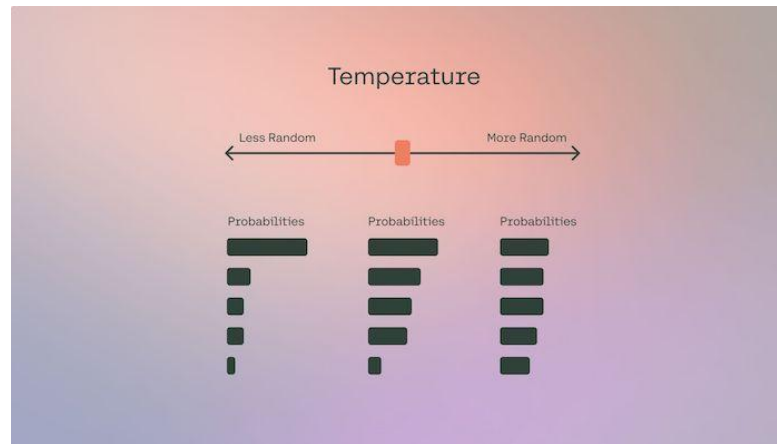 Temperature
Less Random
More Random
Probabilities
Probabilities
Probabilities